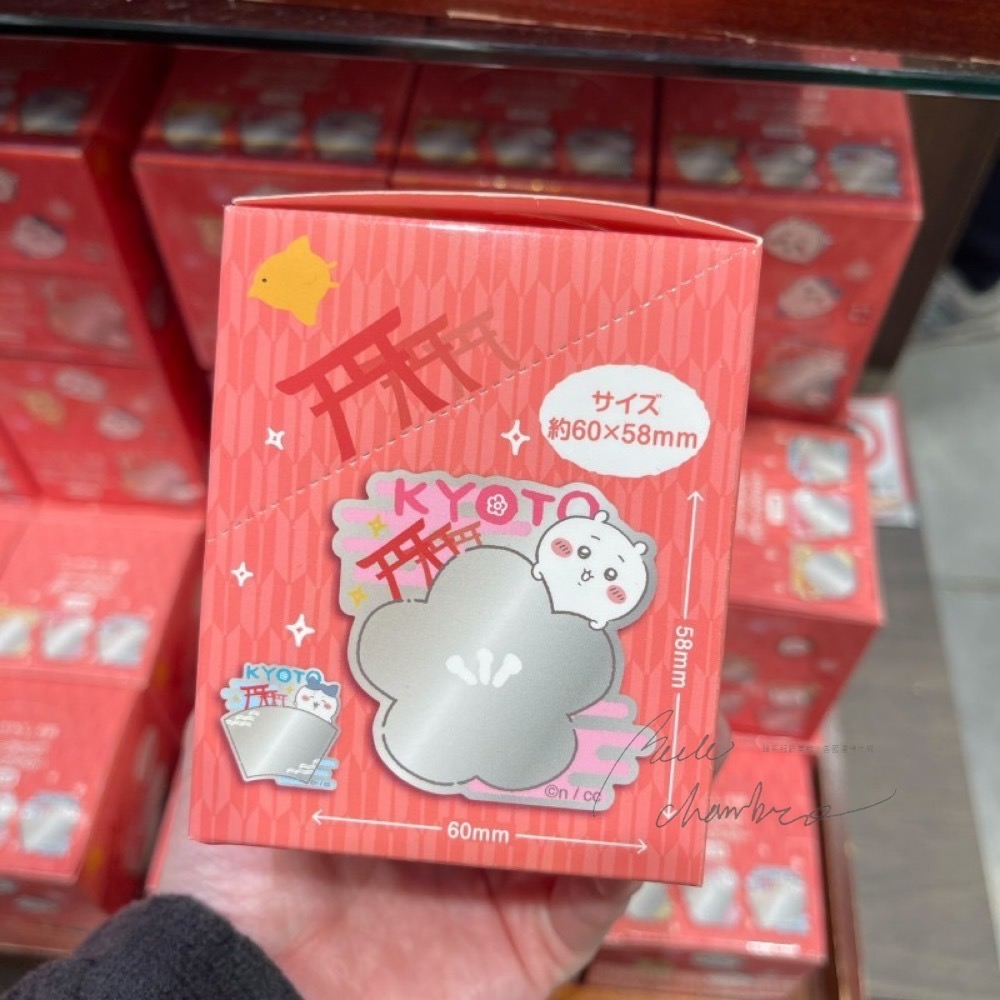 サイズ
約60×58mm
KYOTO
58mm
KYOTO
©n / cc
60mm